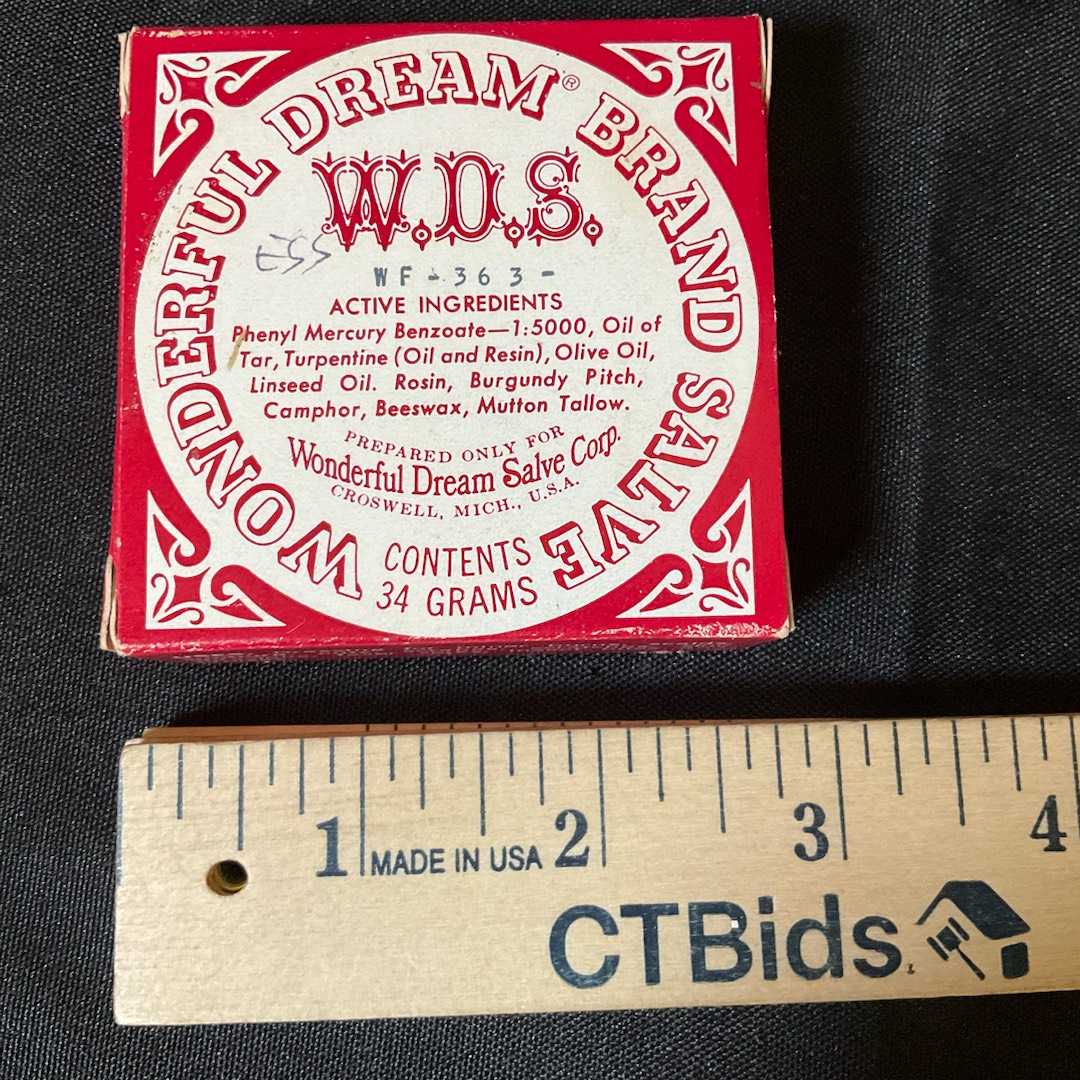 WONDERFUL DREAM® BRAND SALVE
W.D.S.
ESS
WF-363-
ACTIVE INGREDIENTS
Phenyl Mercury Benzoate—1:5000, Oil of
Tar, Turpentine (Oil and Resin), Olive Oil,
Linseed Oil. Rosin, Burgundy Pitch,
Camphor, Beeswax, Mutton Tallow.
PREPARED ONLY FOR
Wonderful Dream Salve Corp.
CROSWELL, MICH., U.S.A.
CONTENTS
34 GRAMS
1 2 3 4
MADE IN USA
CTBids.